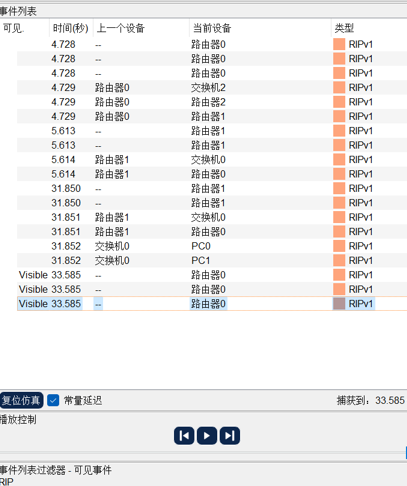 事件列表
可见. 时间(秒) 上一个设备 当前设备 类型
4.728 -- 路由器0 RIPv1
4.728 -- 路由器0 RIPv1
4.728 -- 路由器0 RIPv1
4.729 路由器0 交换机2 RIPv1
4.729 路由器0 路由器2 RIPv1
4.729 路由器0 路由器1 RIPv1
5.613 -- 路由器1 RIPv1
5.613 -- 路由器1 RIPv1
5.614 路由器1 交换机0 RIPv1
5.614 路由器1 路由器0 RIPv1
31.850 -- 路由器1 RIPv1
31.850 -- 路由器1 RIPv1
31.851 路由器1 交换机0 RIPv1
31.851 路由器1 路由器0 RIPv1
31.852 交换机0 PC0 RIPv1
31.852 交换机0 PC1 RIPv1
Visible 33.585 -- 路由器0 RIPv1
Visible 33.585 -- 路由器0 RIPv1
Visible 33.585 -- 路由器0 RIPv1
复位仿真 常量延迟 捕获到：33.585
播放控制
事件列表过滤器 - 可见事件
RIP